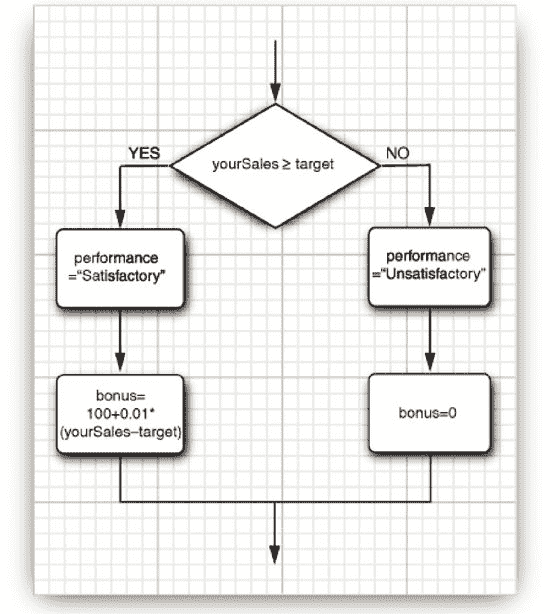 YES
yourSales ≥ target
NO
performance
="Satisfactory"
performance
="Unsatisfactory"
bonus=
100+0.01*
(yourSales–target)
bonus=0